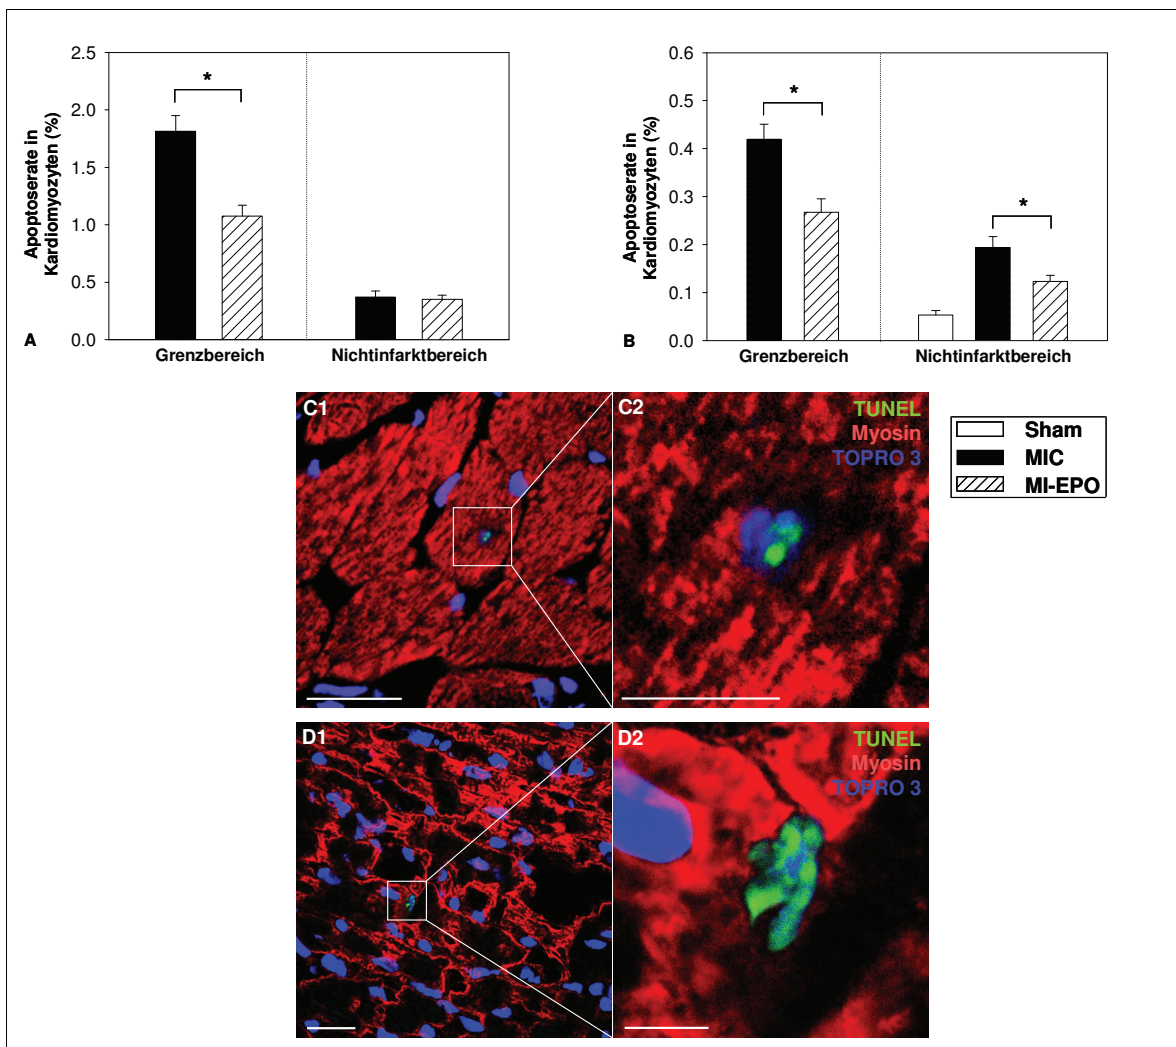 2.5
2.0
1.5
1.0
0.5
0.0
Apoptoserate in
Kardiomyozyten (%)
*
A
Grenzbereich
Nichtinfarktbereich
0.6
0.5
0.4
0.3
0.2
0.1
0.0
Apoptoserate in
Kardiomyozyten (%)
*
*
B
Grenzbereich
Nichtinfarktbereich
C1
C2
TUNEL
Myosin
TOPRO 3
Sham
MIC
MI-EPO
D1
D2
TUNEL
Myosin
TOPRO 3